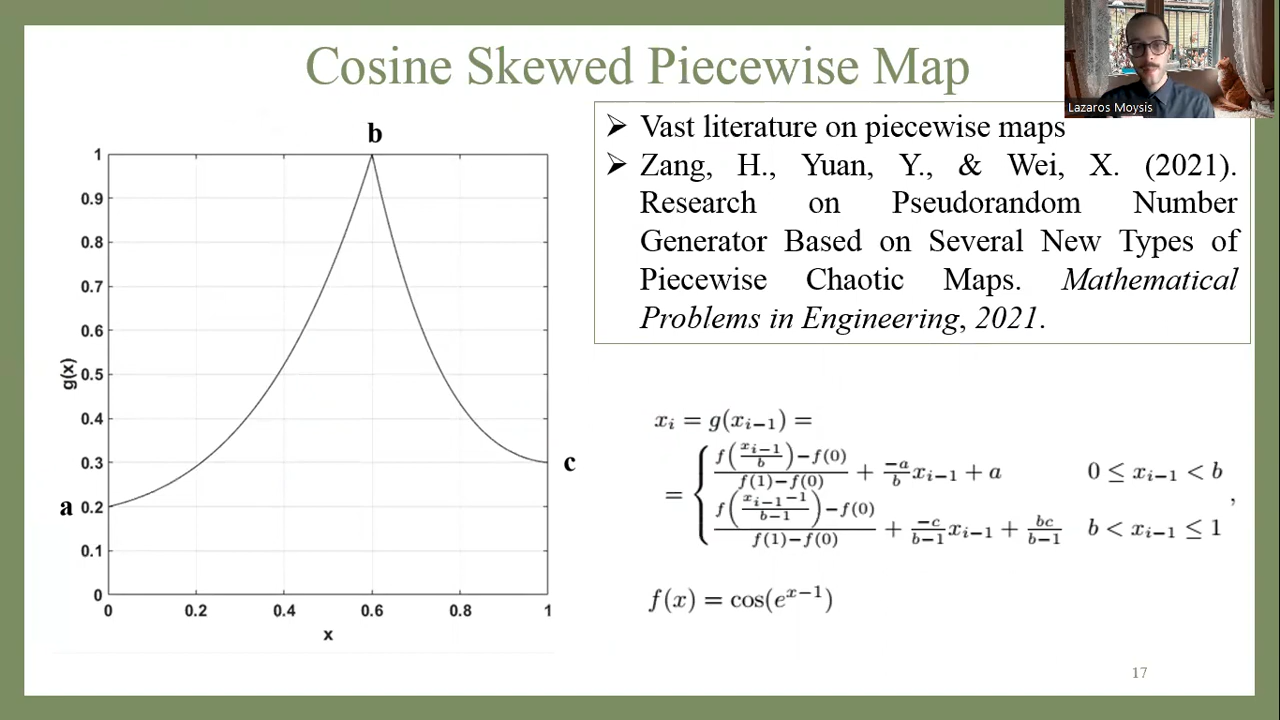 Cosine Skewed Piecewise Map
Lazaros Moysis
➢ Vast literature on piecewise maps
➢ Zang, H., Yuan, Y., & Wei, X. (2021).
Research on Pseudorandom Number
Generator Based on Several New Types of
Piecewise Chaotic Maps. Mathematical
Problems in Engineering, 2021.
b
1
0.9
0.8
0.7
0.6
0.5
0.4
0.3
0.2
0.1
0
g(x)
a
c
0 0.2 0.4 0.6 0.8 1
x
x_{i−1} = g(x_{i−1}) =
= { (f(x_{i−1}/b)−f(0))/(f(1)−f(0)) + (−a/b)x_{i−1} + a 0 ≤ x_{i−1} < b
(f((x_{i−1}−1)/(b−1))−f(0))/(f(1)−f(0)) + (−c/(b−1))x_{i−1} + bc/(b−1) b < x_{i−1} ≤ 1 ,
f(x) = cos(e^{x−1})
17